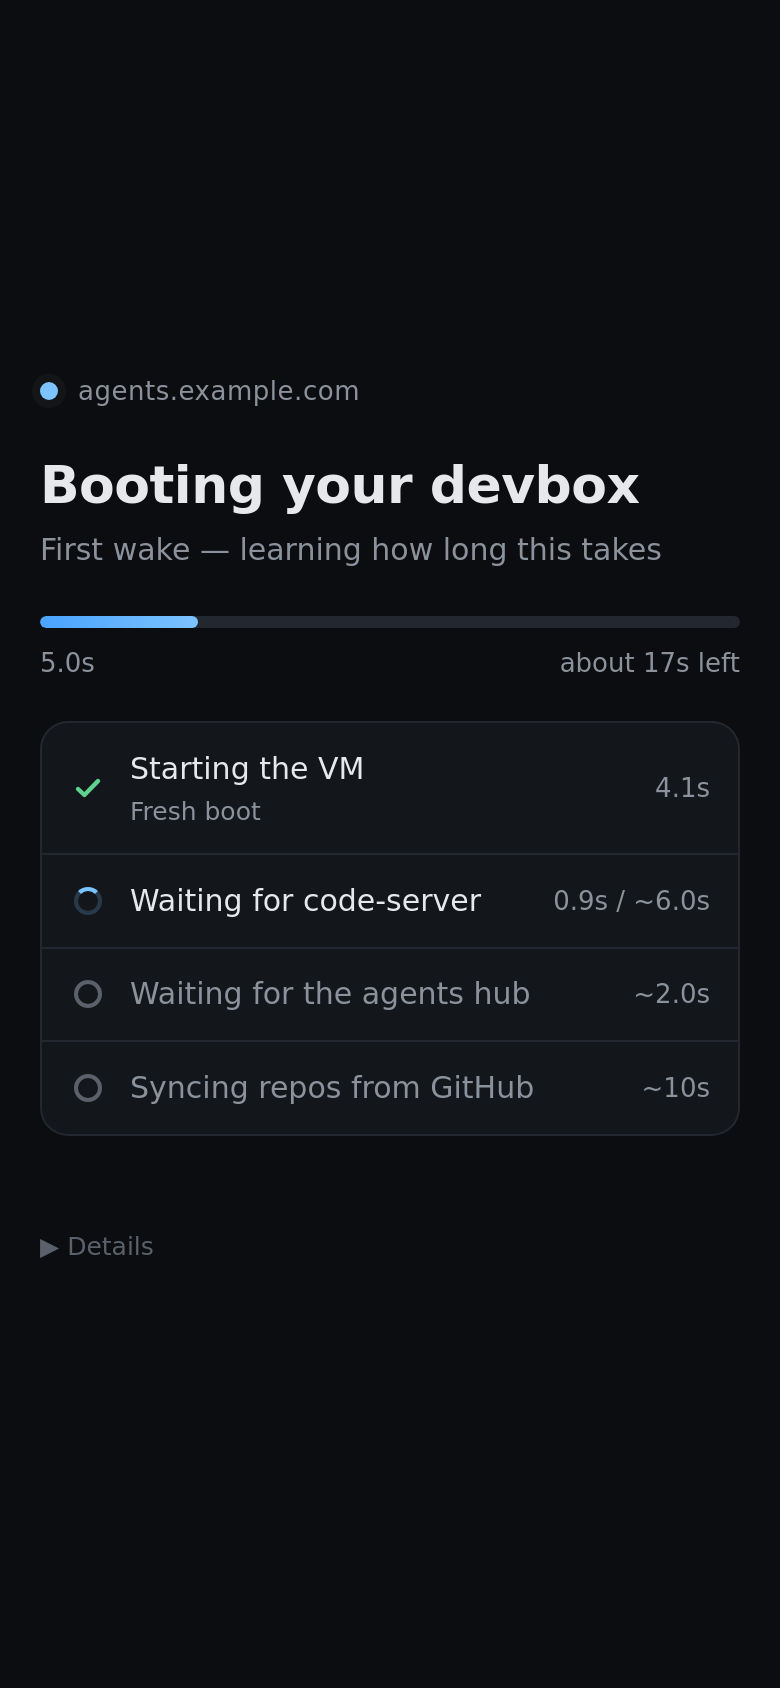 agents.example.com
Booting your devbox
First wake — learning how long this takes
5.0s about 17s left
Starting the VM
Fresh boot
4.1s
Waiting for code-server 0.9s / ~6.0s
Waiting for the agents hub ~2.0s
Syncing repos from GitHub ~10s
▶ Details